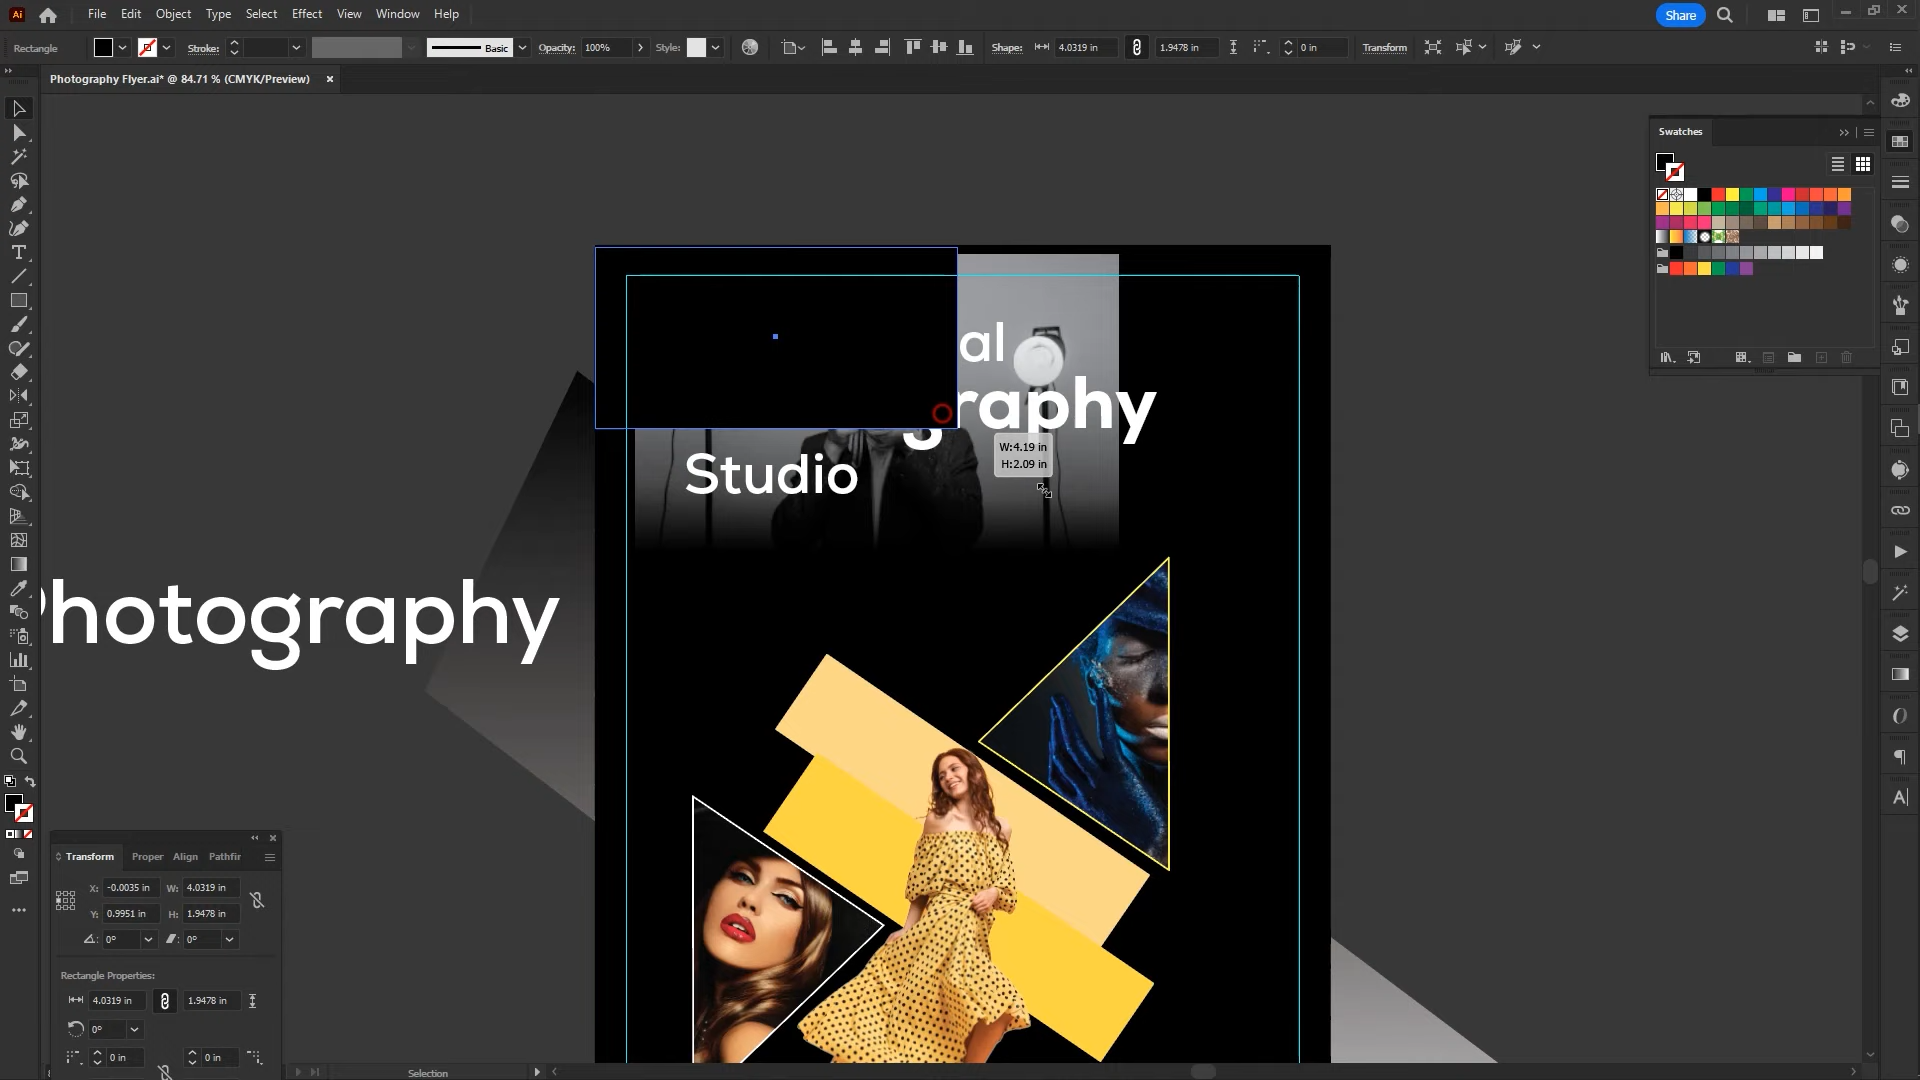 Ai File Edit Object Type Select Effect View Window Help Share
Rectangle Stroke: Basic Opacity: 100% Style: Shape: 4.0319 in 1.9478 in 0 in Transform
Photography Flyer.ai* @ 84.71 % (CMYK/Preview) ×
Swatches
al
raphy
g
W:4.19 in
H:2.09 in
Studio
Photography
Transform Proper Align Pathfir
X: -0.0035 in W: 4.0319 in
Y: 0.9951 in H: 1.9478 in
0° 0°
Rectangle Properties:
4.0319 in 1.9478 in
0°
0 in 0 in
Selection